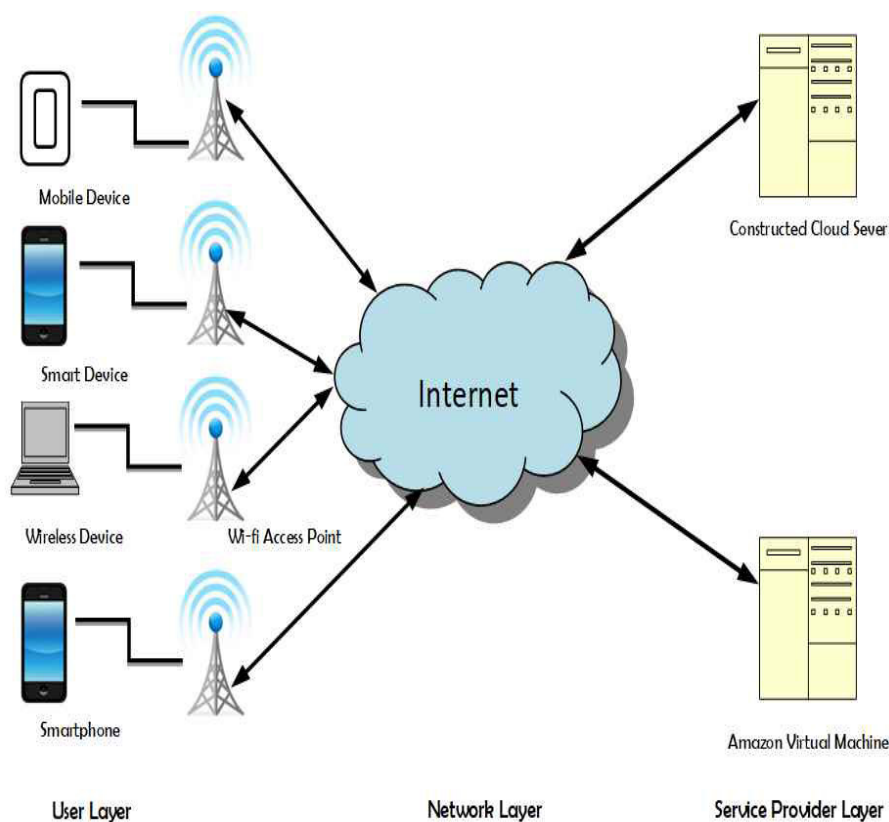 Mobile Device
Constructed Cloud Sever
Smart Device
Internet
Wireless Device
Wi-fi Access Point
Smartphone
Amazon Virtual Machine
User Layer
Network Layer
Service Provider Layer